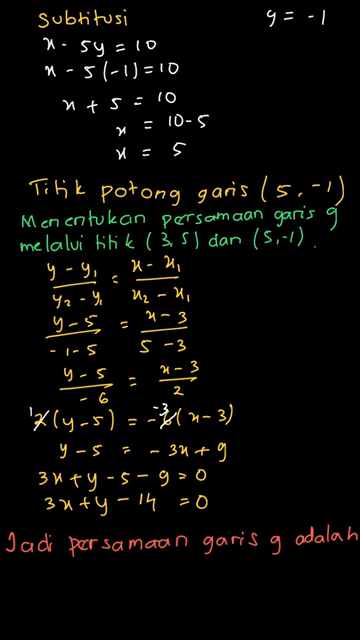 Subtitusi y = -1
x - 5y = 10
x - 5(-1) = 10
x + 5 = 10
x = 10 - 5
x = 5
Titik potong garis (5, -1)
Menentukan persamaan garis g
melalui titik (3,5) dan (5,-1).
y - y₁ / y₂ - y₁ = x - x₁ / x₂ - x₁
y - 5 / -1 - 5 = x - 3 / 5 - 3
y - 5 / -6 = x - 3 / 2
1 2(y - 5) = -3 -6(x - 3)
y - 5 = -3x + 9
3x + y - 5 - 9 = 0
3x + y - 14 = 0
Jadi persamaan garis g adalah